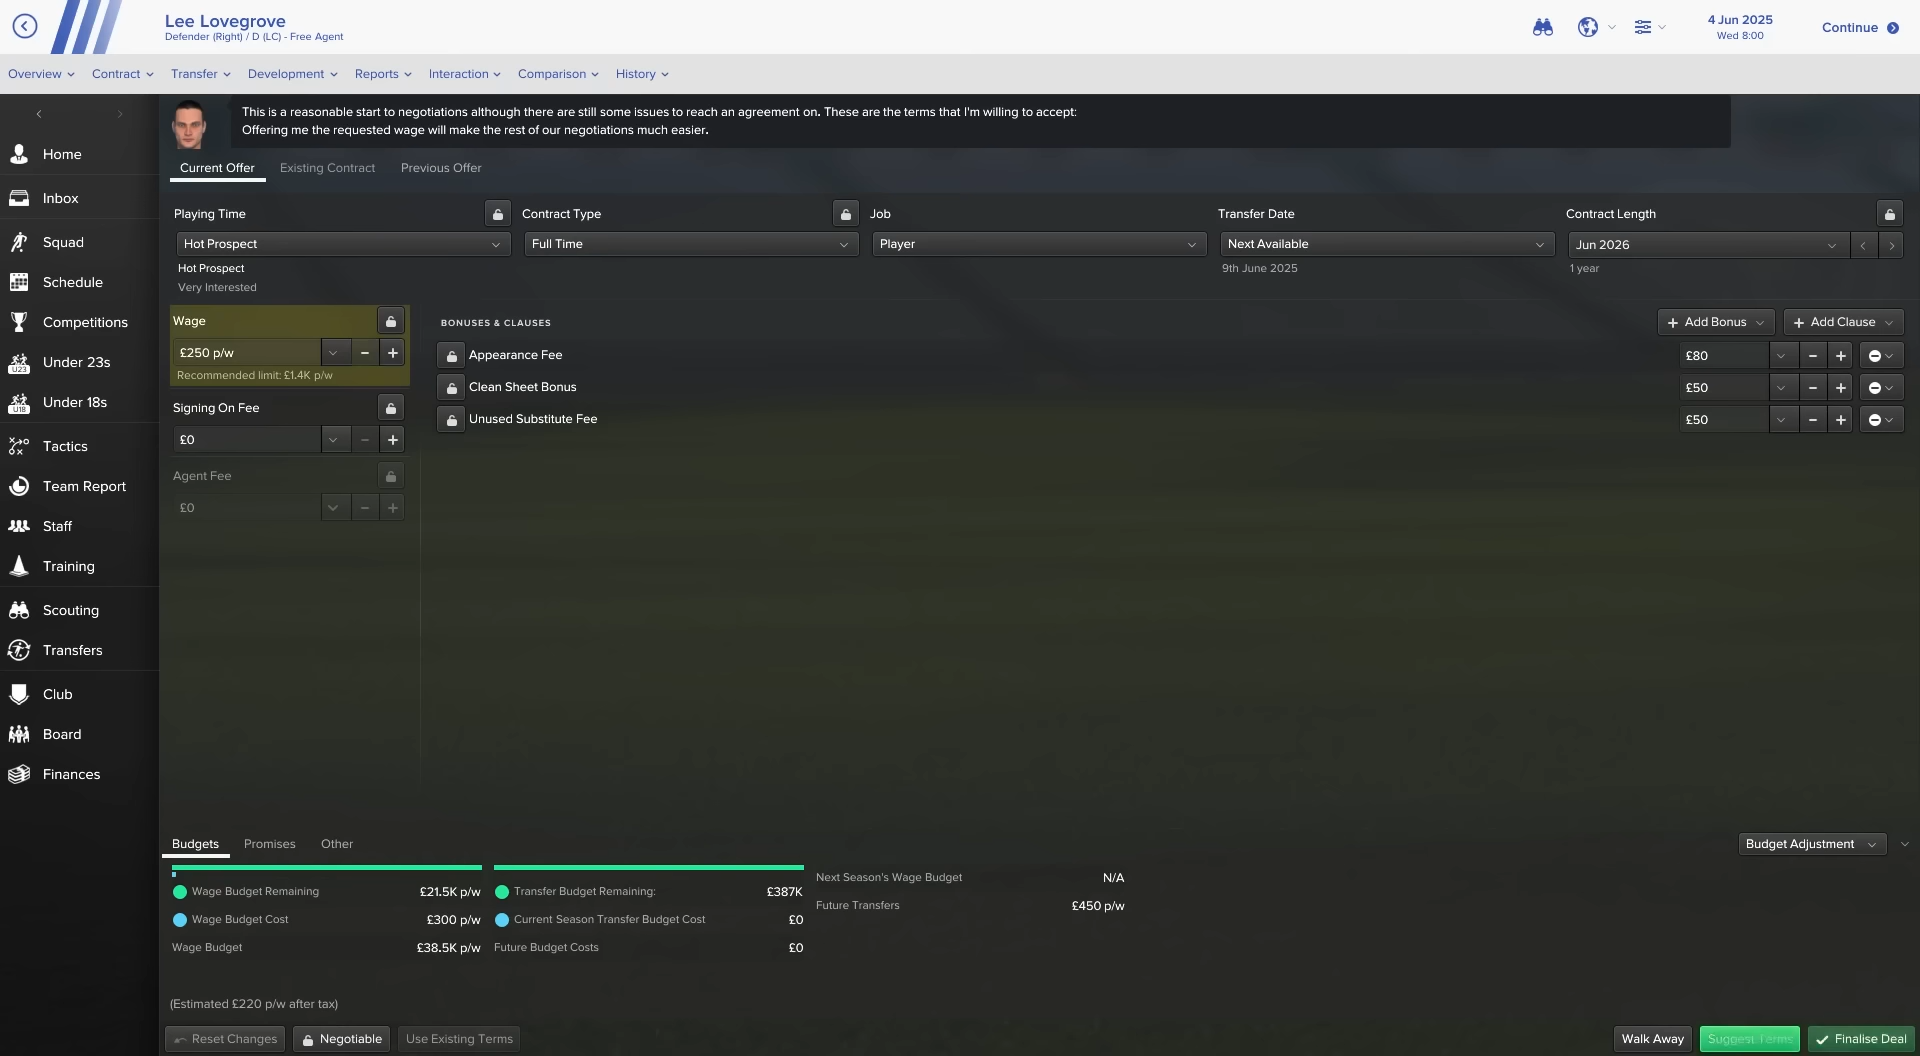 Lee Lovegrove
Defender (Right) / D (LC) - Free Agent
4 Jun 2025
Wed 8:00
Continue
Overview
Contract
Transfer
Development
Reports
Interaction
Comparison
History
This is a reasonable start to negotiations although there are still some issues to reach an agreement on. These are the terms that I'm willing to accept:
Offering me the requested wage will make the rest of our negotiations much easier.
Current Offer
Existing Contract
Previous Offer
Home
Inbox
Squad
Schedule
Competitions
U23
Under 23s
U18
Under 18s
Tactics
Team Report
Staff
Training
Scouting
Transfers
Club
Board
Finances
Playing Time
Hot Prospect
Hot Prospect
Very Interested
Contract Type
Full Time
Job
Player
Transfer Date
Next Available
9th June 2025
Contract Length
Jun 2026
1 year
Wage
£250 p/w
Recommended limit: £1.4K p/w
Signing On Fee
£0
Agent Fee
£0
BONUSES & CLAUSES
Add Bonus
Add Clause
Appearance Fee £80
Clean Sheet Bonus £50
Unused Substitute Fee £50
Budgets
Promises
Other
Budget Adjustment
Wage Budget Remaining £21.5K p/w
Wage Budget Cost £300 p/w
Wage Budget £38.5K p/w
Transfer Budget Remaining: £387K
Current Season Transfer Budget Cost £0
Future Budget Costs £0
Next Season's Wage Budget N/A
Future Transfers £450 p/w
(Estimated £220 p/w after tax)
Reset Changes
Negotiable
Use Existing Terms
Walk Away
Suggest Terms
Finalise Deal